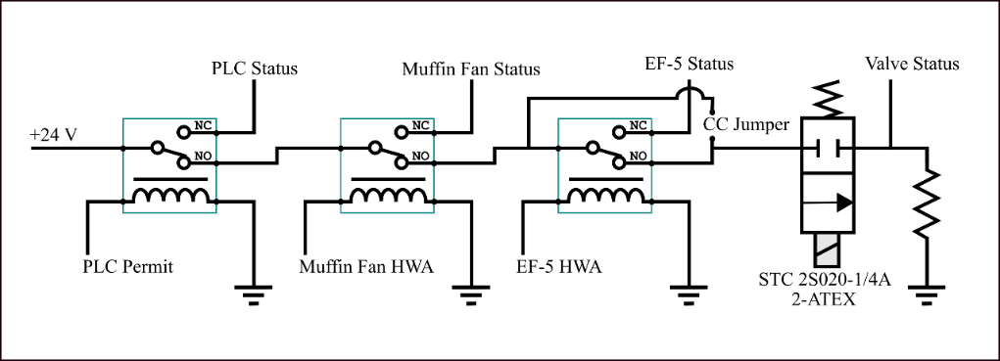 PLC Status
Muffin Fan Status
EF-5 Status
Valve Status
+24 V
NC
NC
NC
CC Jumper
NO
NO
NO
PLC Permit
Muffin Fan HWA
EF-5 HWA
STC 2S020-1/4A
2-ATEX